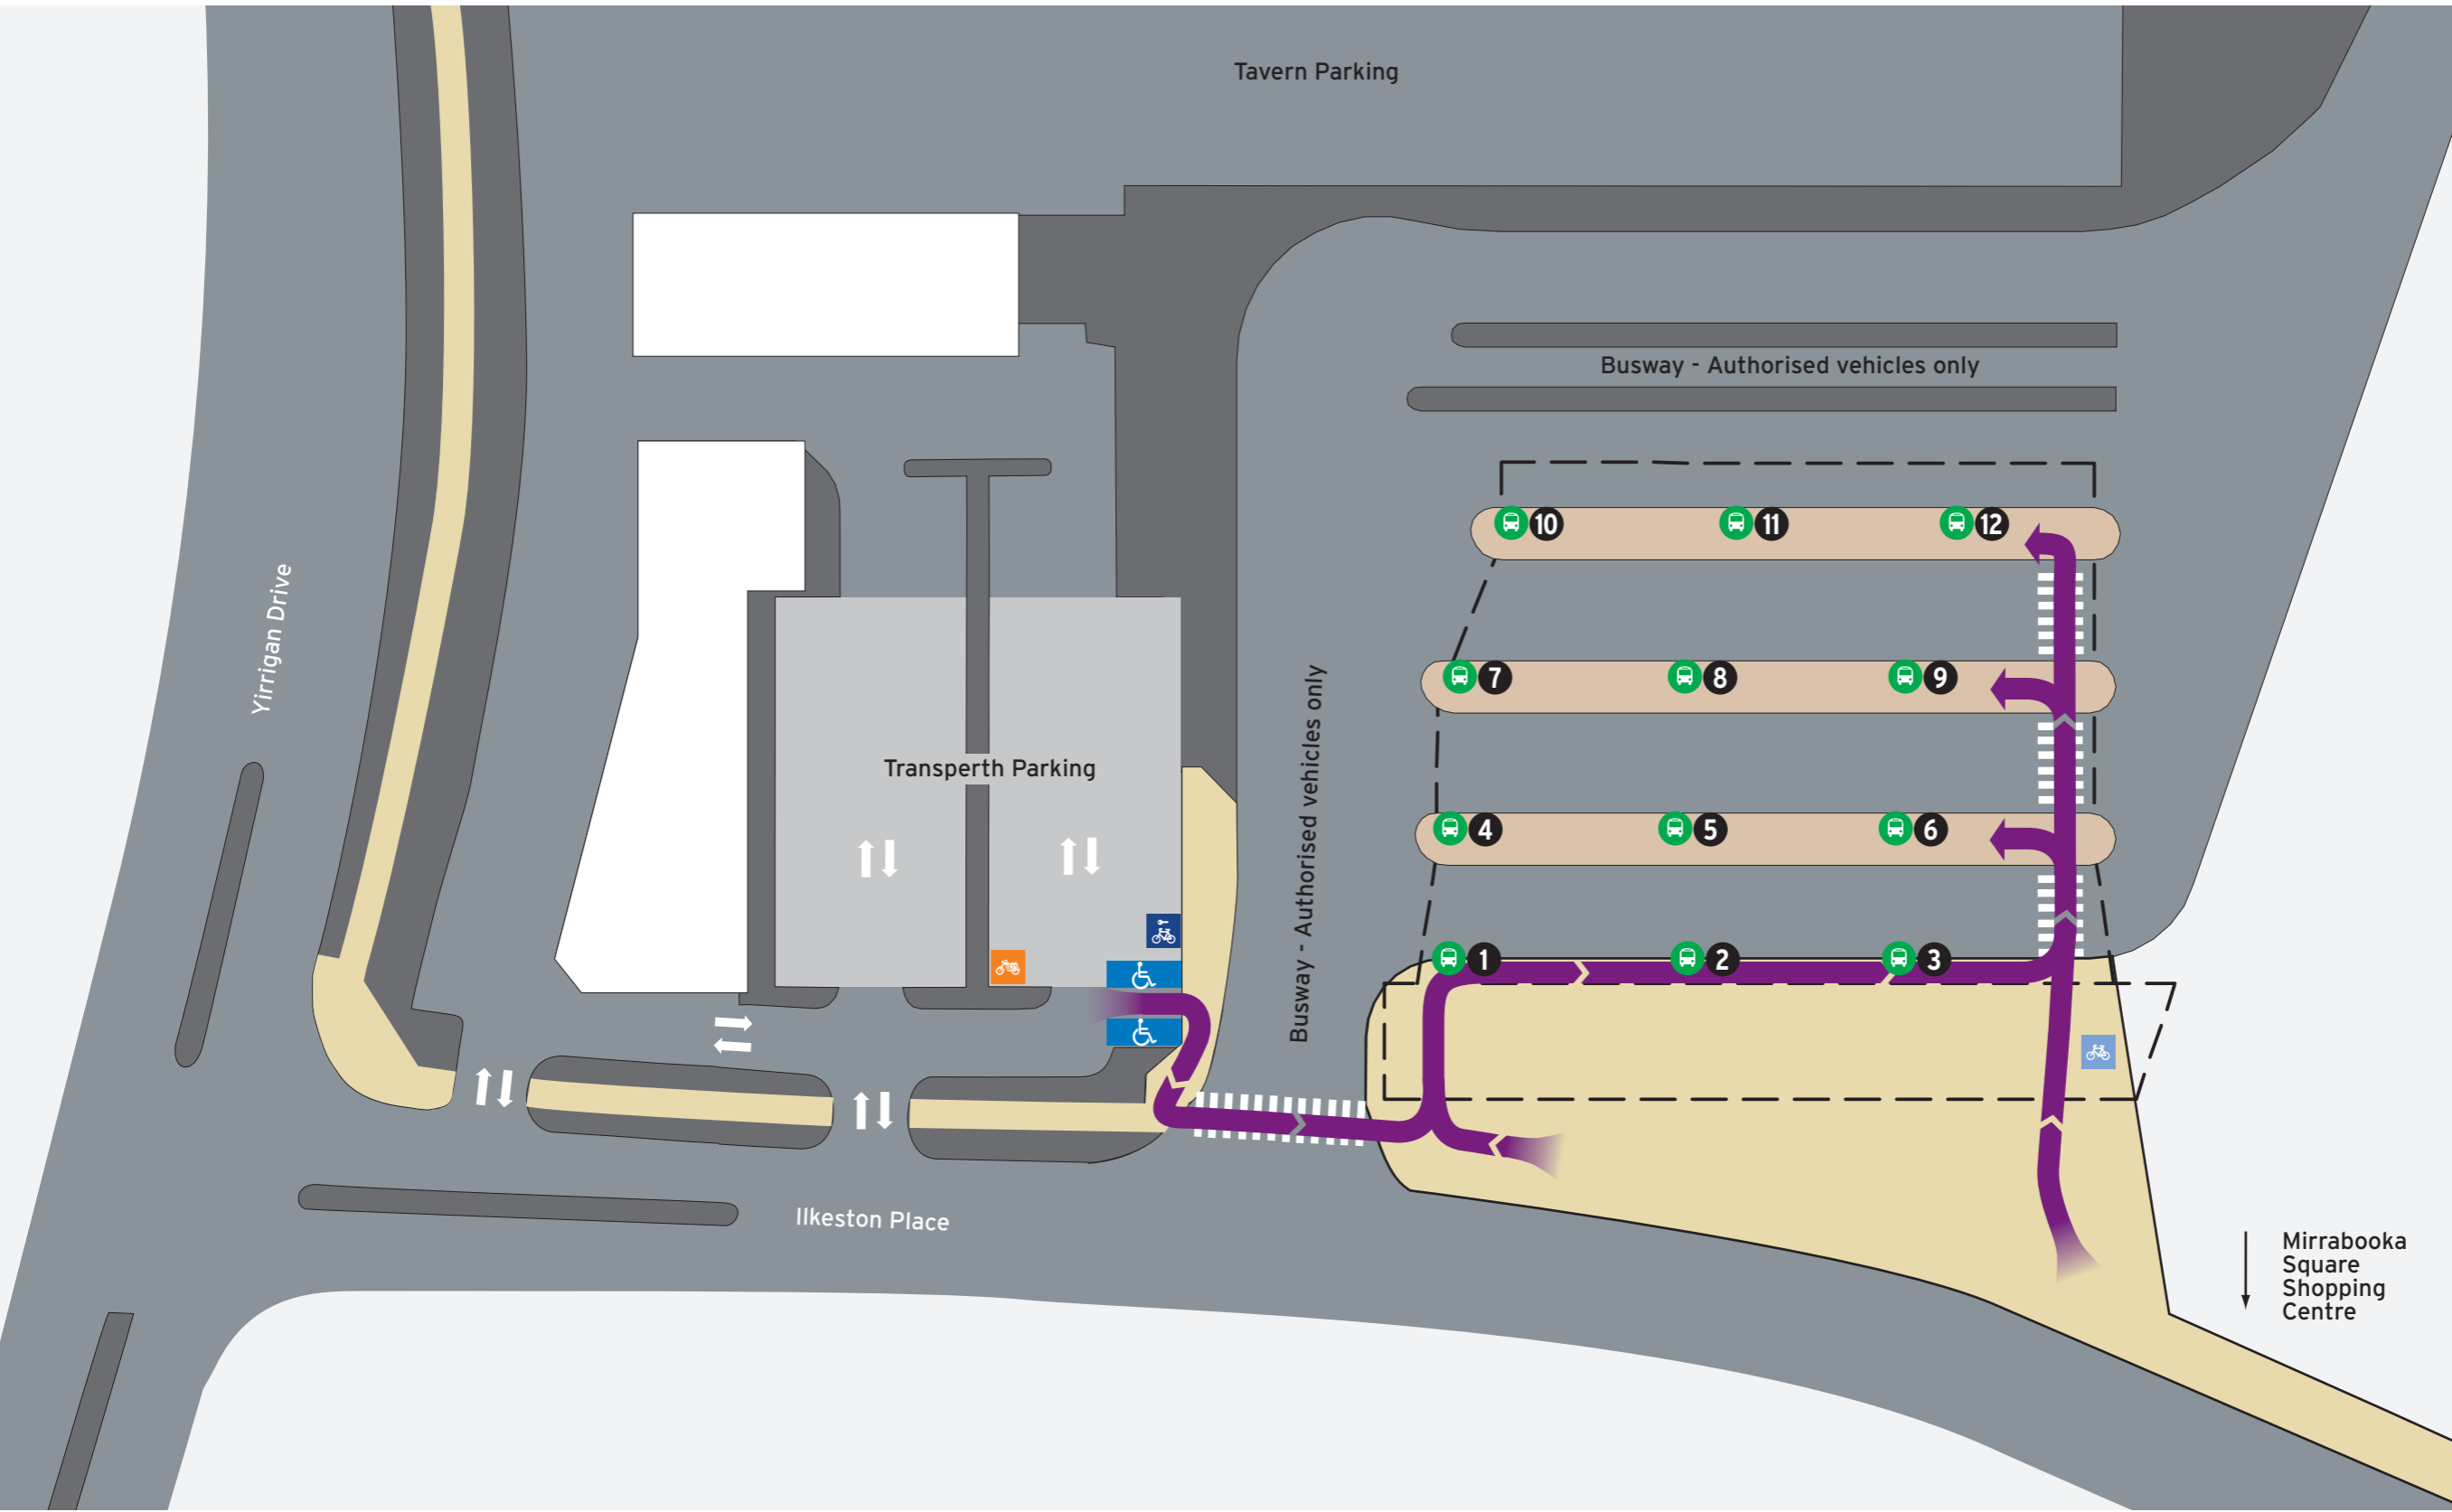 Tavern Parking
Busway - Authorised vehicles only
10
11
12
Yirrigan Drive
7
8
9
Transperth Parking
Busway - Authorised vehicles only
4
5
6
1
2
3
Ilkeston Place
Mirrabooka
Square
Shopping
Centre